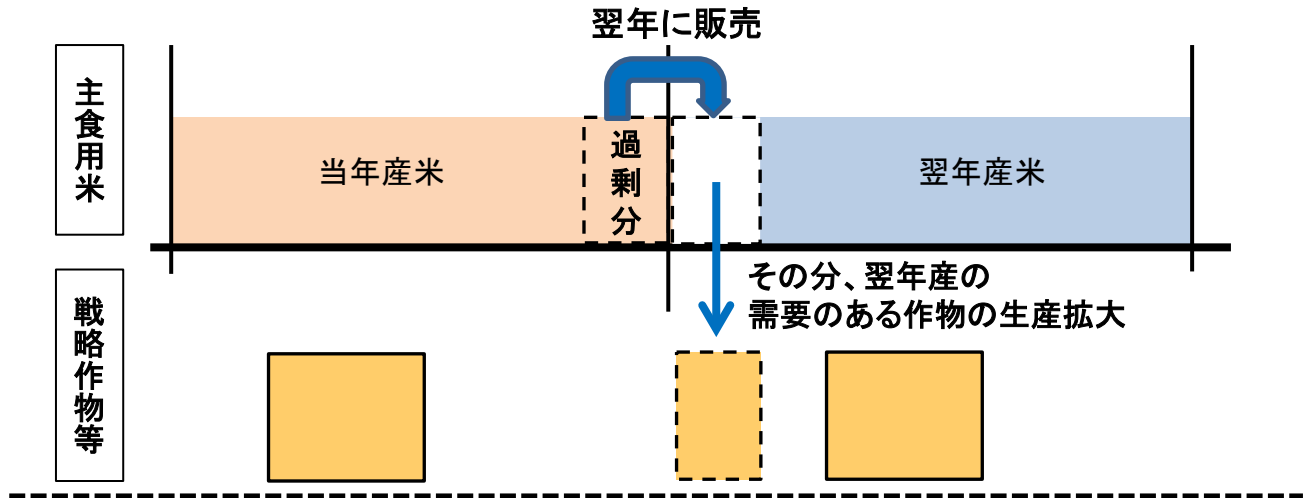 翌年に販売
主食用米
当年産米
過剰分
翌年産米
その分、翌年産の
需要のある作物の生産拡大
戦略作物等